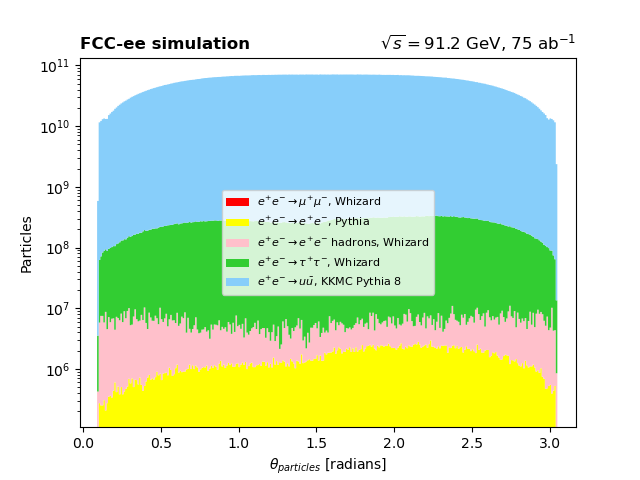 FCC-ee simulation
√s = 91.2 GeV, 75 ab⁻¹
10¹¹
10¹⁰
10⁹
10⁸
10⁷
10⁶
Particles
e⁺e⁻ → μ⁺μ⁻, Whizard
e⁺e⁻ → e⁺e⁻, Pythia
e⁺e⁻ → e⁺e⁻ hadrons, Whizard
e⁺e⁻ → τ⁺τ⁻, Whizard
e⁺e⁻ → uū, KKMC Pythia 8
0.0 0.5 1.0 1.5 2.0 2.5 3.0
θ_particles [radians]